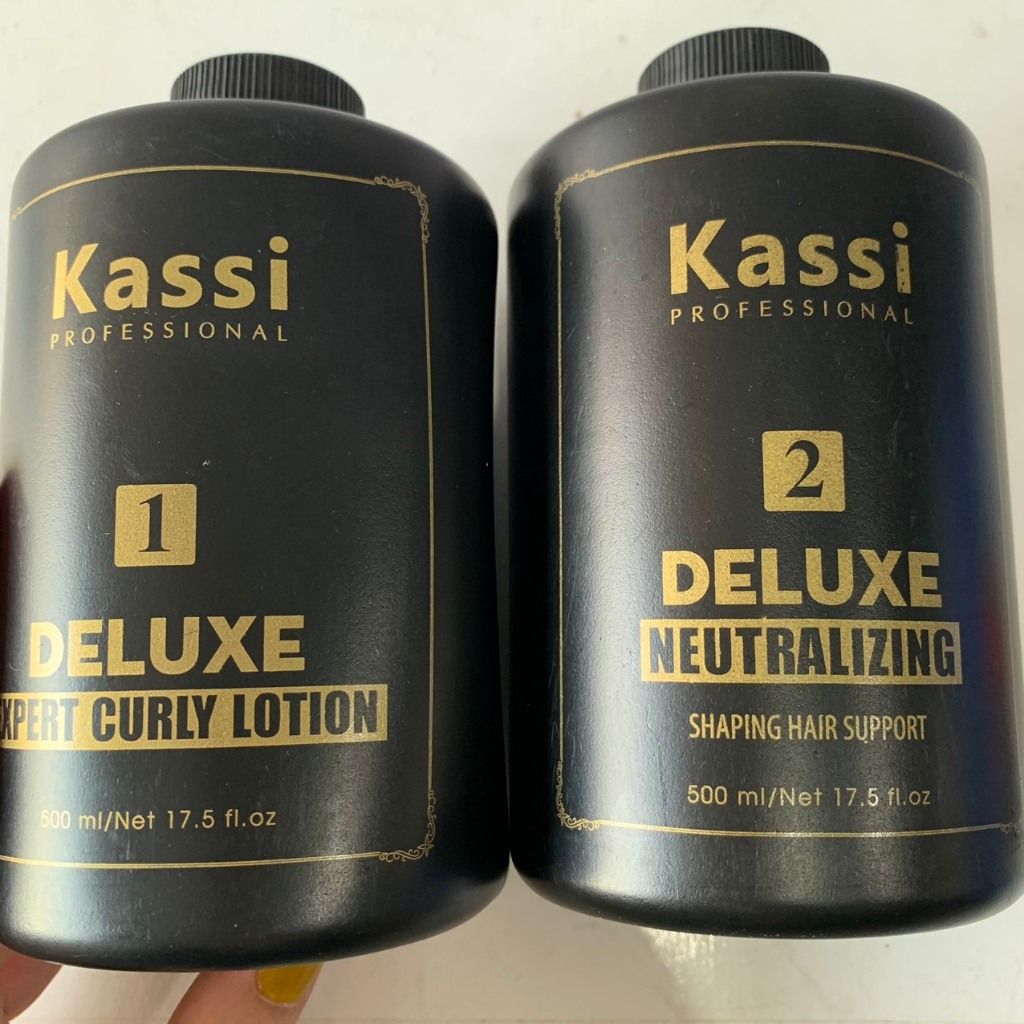 Kassi
PROFESSIONAL
1
DELUXE
EXPERT CURLY LOTION
500 ml/Net 17.5 fl.oz
Kassi
PROFESSIONAL
2
DELUXE
NEUTRALIZING
SHAPING HAIR SUPPORT
500 ml/Net 17.5 fl.oz